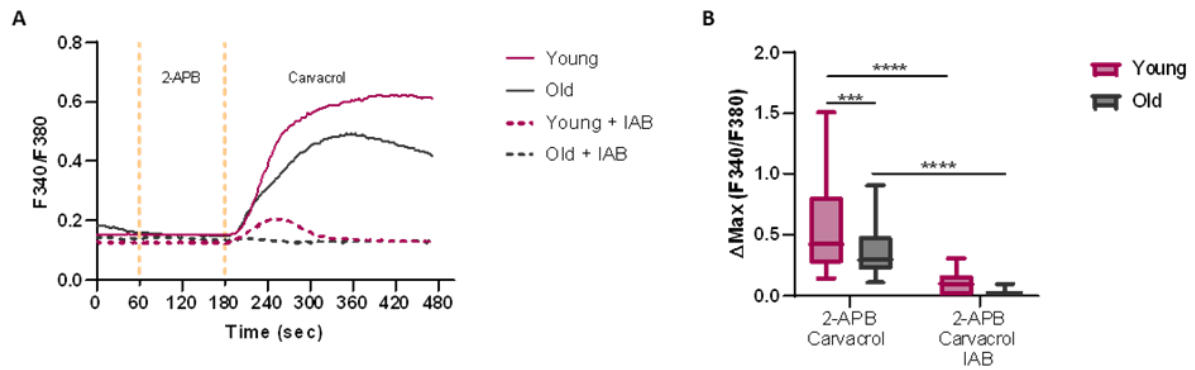 A
F340/F380
0.8
0.6
0.4
0.2
0.0
2-APB
Carvacrol
0 60 120 180 240 300 360 420 480
Time (sec)
Young
Old
Young + IAB
Old + IAB
B
ΔMax (F340/F380)
2.0
1.5
1.0
0.5
0.0
****
***
****
2-APB
Carvacrol
2-APB
Carvacrol
IAB
Young
Old